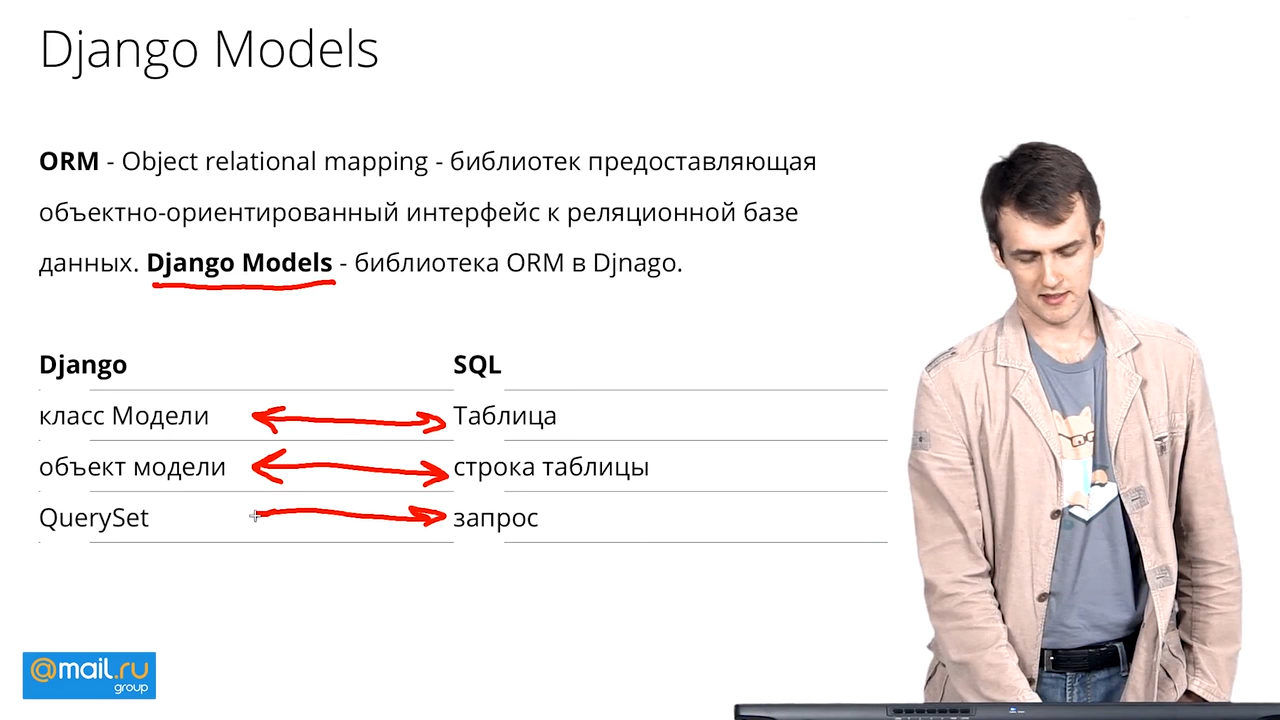 Django Models
ORM - Object relational mapping - библиотек предоставляющая
объектно-ориентированный интерфейс к реляционной базе
данных. Django Models - библиотека ORM в Djnago.
Django SQL
класс Модели Таблица
объект модели строка таблицы
QuerySet запрос
@mail.ru
group